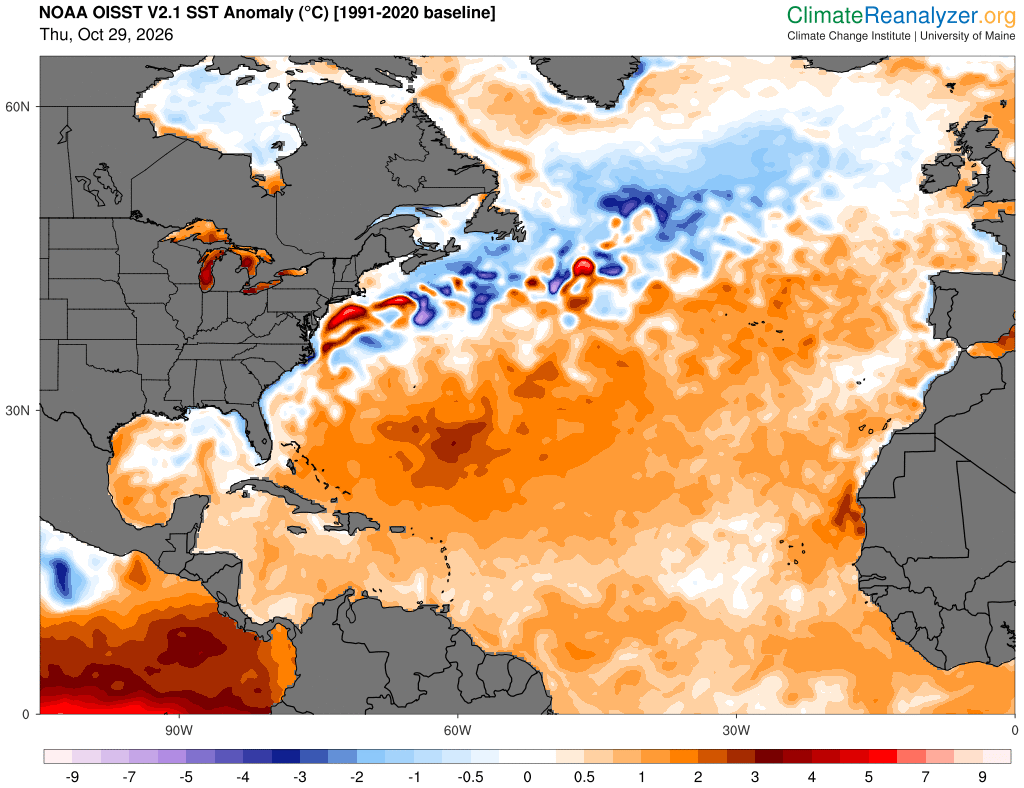 NOAA OISST V2.1 SST Anomaly (°C) [1991-2020 baseline]
Thu, Oct 29, 2026
ClimateReanalyzer.org
Climate Change Institute | University of Maine
60N
30N
0
90W
60W
30W
0
-9 -7 -5 -4 -3 -2 -1 -0.5 0 0.5 1 2 3 4 5 7 9